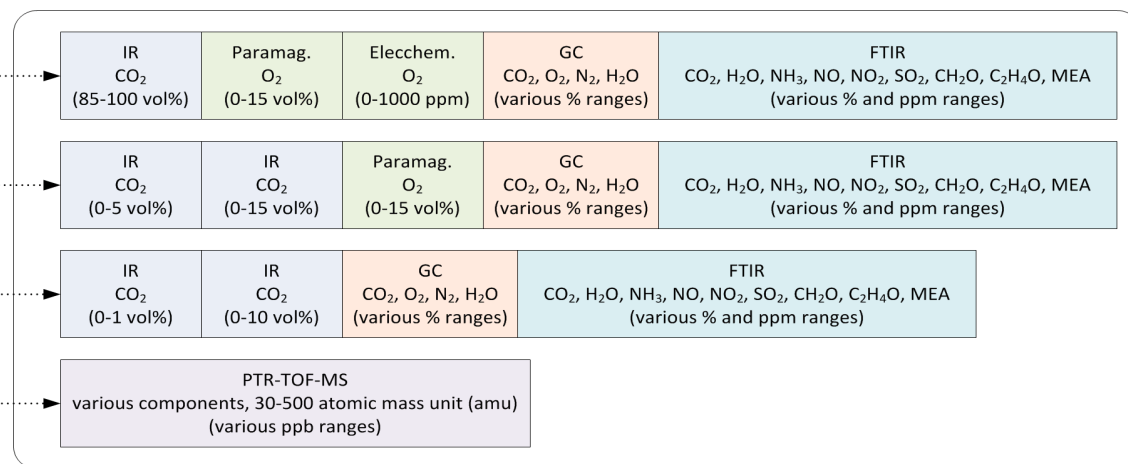 IR
CO₂
(85-100 vol%)
Paramag.
O₂
(0-15 vol%)
Elecchem.
O₂
(0-1000 ppm)
GC
CO₂, O₂, N₂, H₂O
(various % ranges)
FTIR
CO₂, H₂O, NH₃, NO, NO₂, SO₂, CH₂O, C₂H₄O, MEA
(various % and ppm ranges)
IR
CO₂
(0-5 vol%)
IR
CO₂
(0-15 vol%)
Paramag.
O₂
(0-15 vol%)
GC
CO₂, O₂, N₂, H₂O
(various % ranges)
FTIR
CO₂, H₂O, NH₃, NO, NO₂, SO₂, CH₂O, C₂H₄O, MEA
(various % and ppm ranges)
IR
CO₂
(0-1 vol%)
IR
CO₂
(0-10 vol%)
GC
CO₂, O₂, N₂, H₂O
(various % ranges)
FTIR
CO₂, H₂O, NH₃, NO, NO₂, SO₂, CH₂O, C₂H₄O, MEA
(various % and ppm ranges)
PTR-TOF-MS
various components, 30-500 atomic mass unit (amu)
(various ppb ranges)